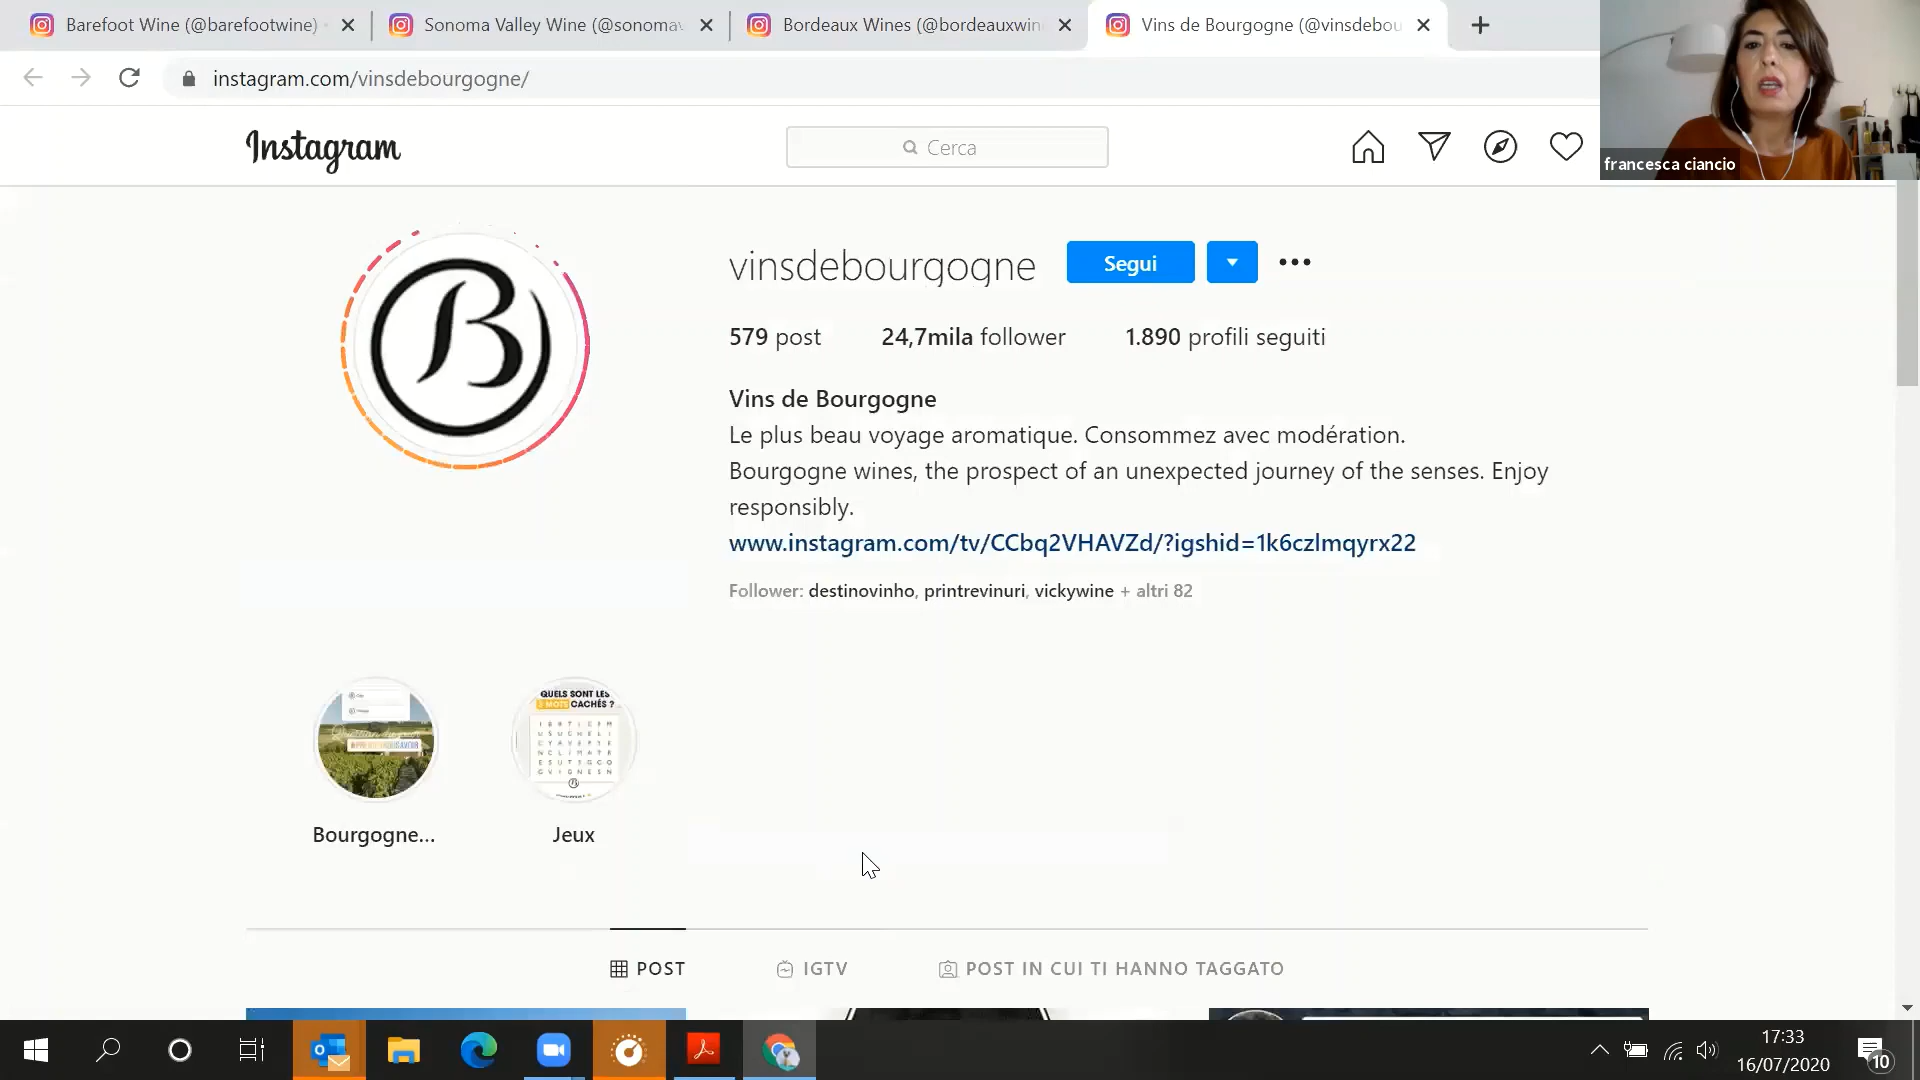 Barefoot Wine (@barefootwine)
Sonoma Valley Wine (@sonomav
Bordeaux Wines (@bordeauxwin
Vins de Bourgogne (@vinsdebou
instagram.com/vinsdebourgogne/
Instagram
Cerca
francesca ciancio
vinsdebourgogne
Segui
579 post
24,7mila follower
1.890 profili seguiti
Vins de Bourgogne
Le plus beau voyage aromatique. Consommez avec modération.
Bourgogne wines, the prospect of an unexpected journey of the senses. Enjoy
responsibly.
www.instagram.com/tv/CCbq2VHAVZd/?igshid=1k6czlmqyrx22
Follower: destinovinho, printrevinuri, vickywine + altri 82
QUELS SONT LES
MOTS CACHÉS ?
Bourgogne...
Jeux
POST
IGTV
POST IN CUI TI HANNO TAGGATO
17:33
16/07/2020
10